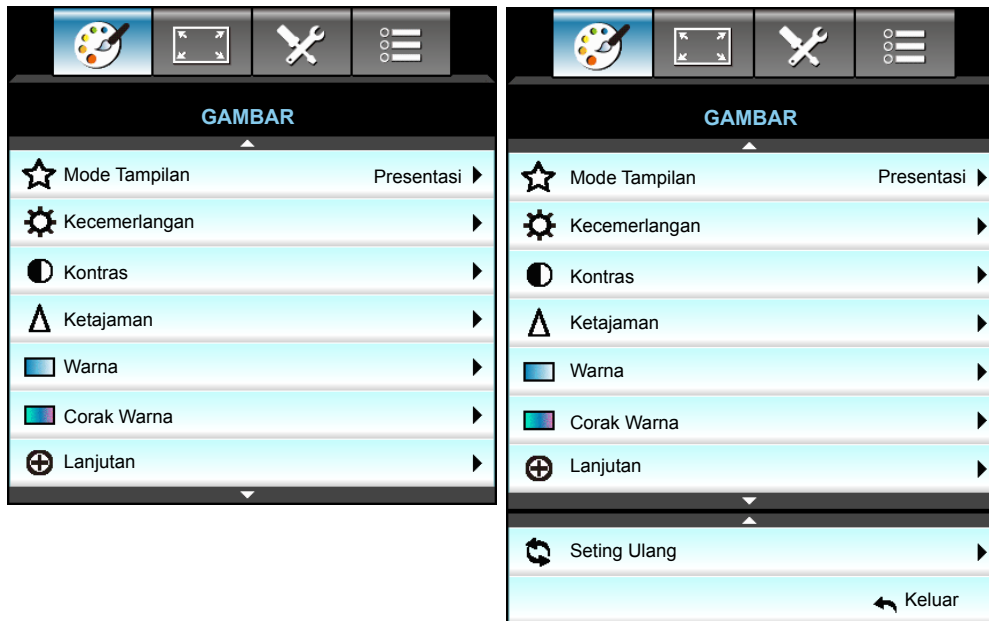 GAMBAR
Mode Tampilan Presentasi
Kecemerlangan
Kontras
Ketajaman
Warna
Corak Warna
Lanjutan
GAMBAR
Mode Tampilan Presentasi
Kecemerlangan
Kontras
Ketajaman
Warna
Corak Warna
Lanjutan
Seting Ulang
Keluar